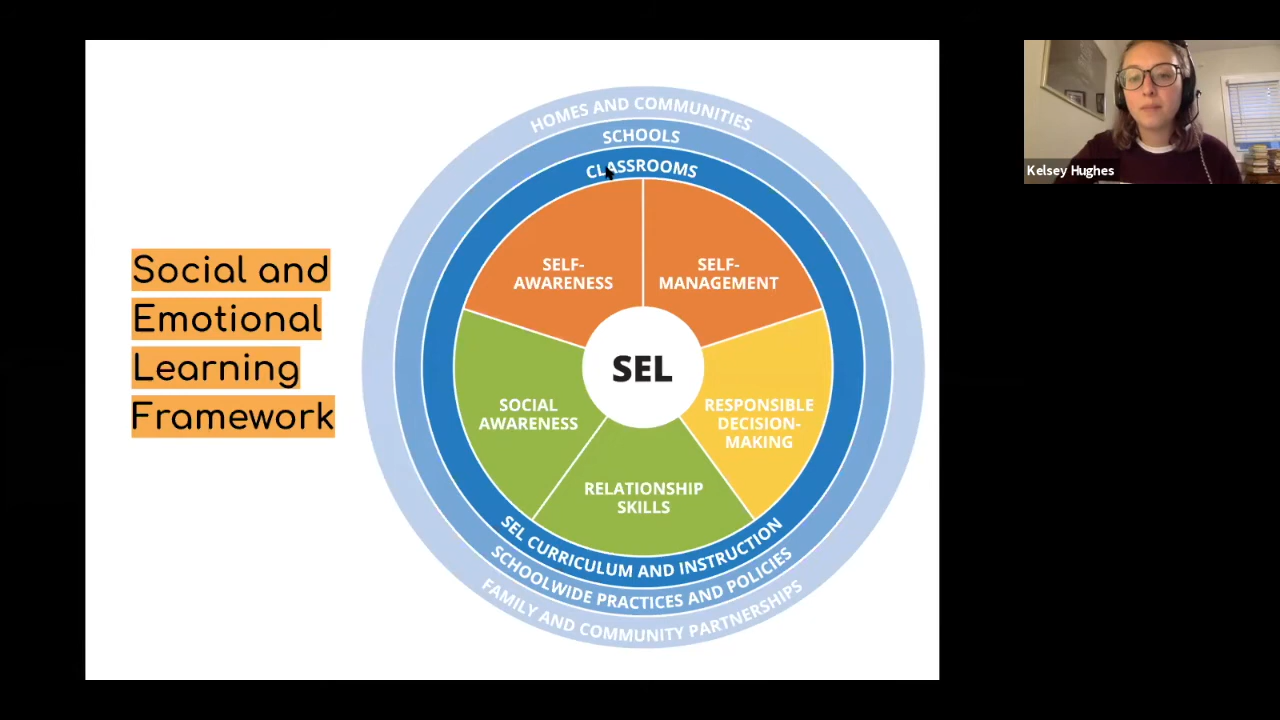 Social and
Emotional
Learning
Framework
HOMES AND COMMUNITIES
SCHOOLS
CLASSROOMS
SELF-
AWARENESS
SELF-
MANAGEMENT
SEL
SOCIAL
AWARENESS
RESPONSIBLE
DECISION-
MAKING
RELATIONSHIP
SKILLS
SEL CURRICULUM AND INSTRUCTION
SCHOOLWIDE PRACTICES AND POLICIES
FAMILY AND COMMUNITY PARTNERSHIPS
Kelsey Hughes